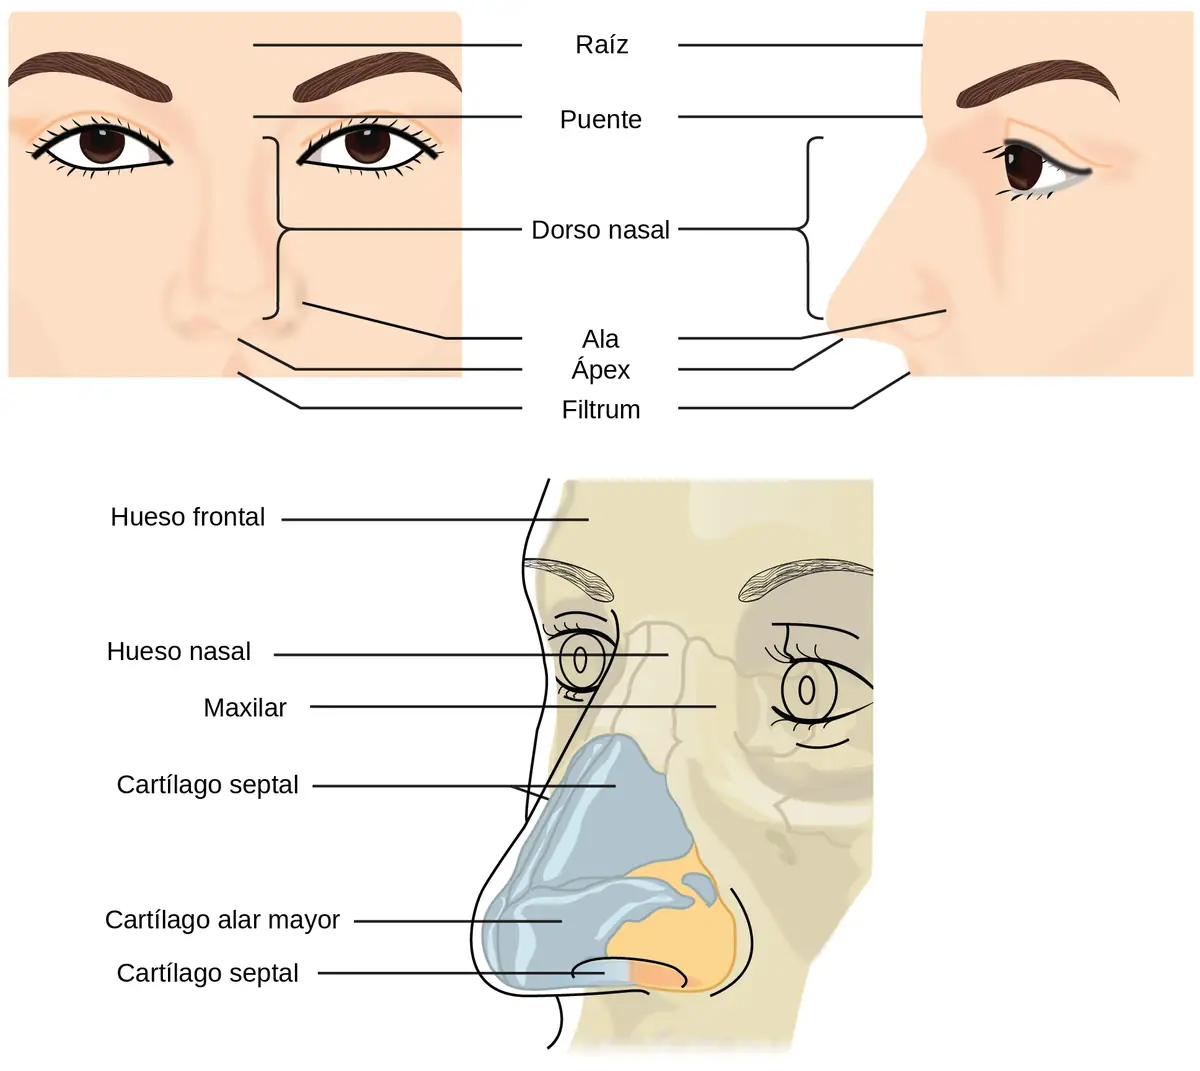 Raíz
Puente
Dorso nasal
Ala
Ápex
Filtrum
Hueso frontal
Hueso nasal
Maxilar
Cartílago septal
Cartílago alar mayor
Cartílago septal